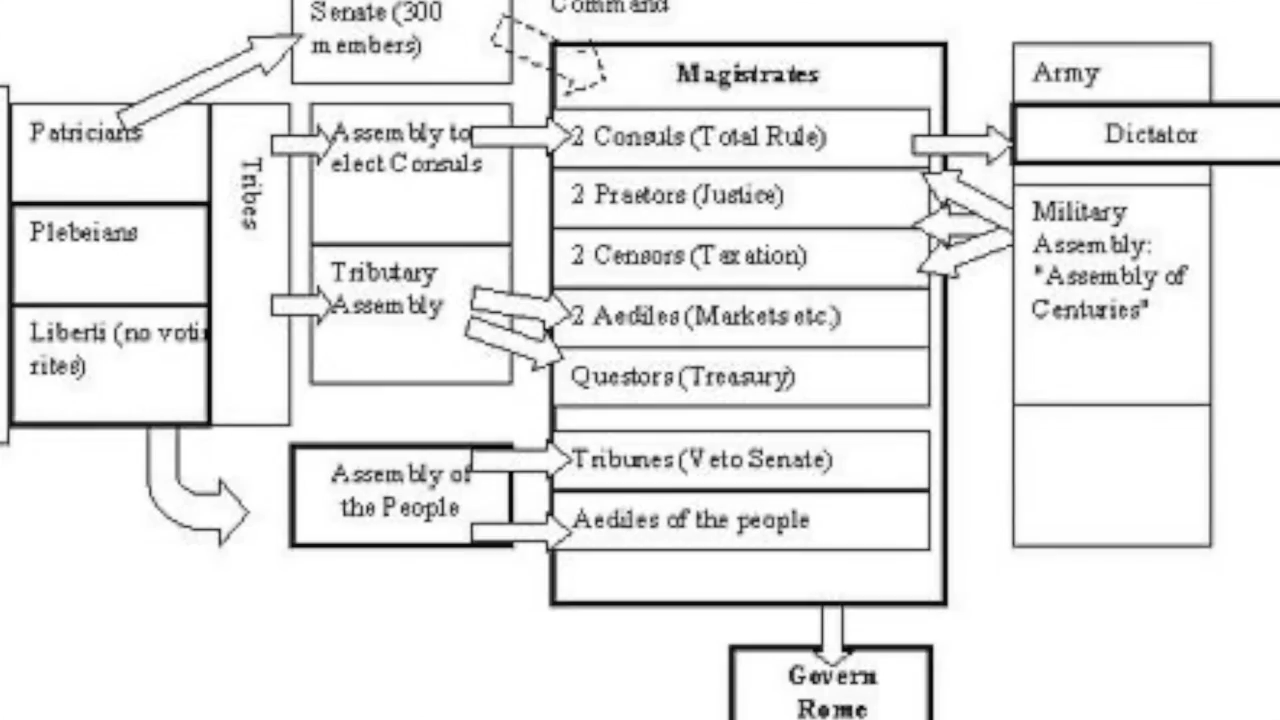 Senate (300
members)
Command
Patricians
Plebeians
Liberti (no voti
rites)
Tribes
Assembly to
elect Consuls
Tributary
Assembly
Assembly of
the People
Magistrates
2 Consuls (Total Rule)
2 Praetors (Justice)
2 Censors (Taxation)
2 Aediles (Markets etc.)
Questors (Treasury)
Tribunes (Veto Senate)
Aediles of the people
Army
Dictator
Military
Assembly:
"Assembly of
Centuries"
Govern
Rome